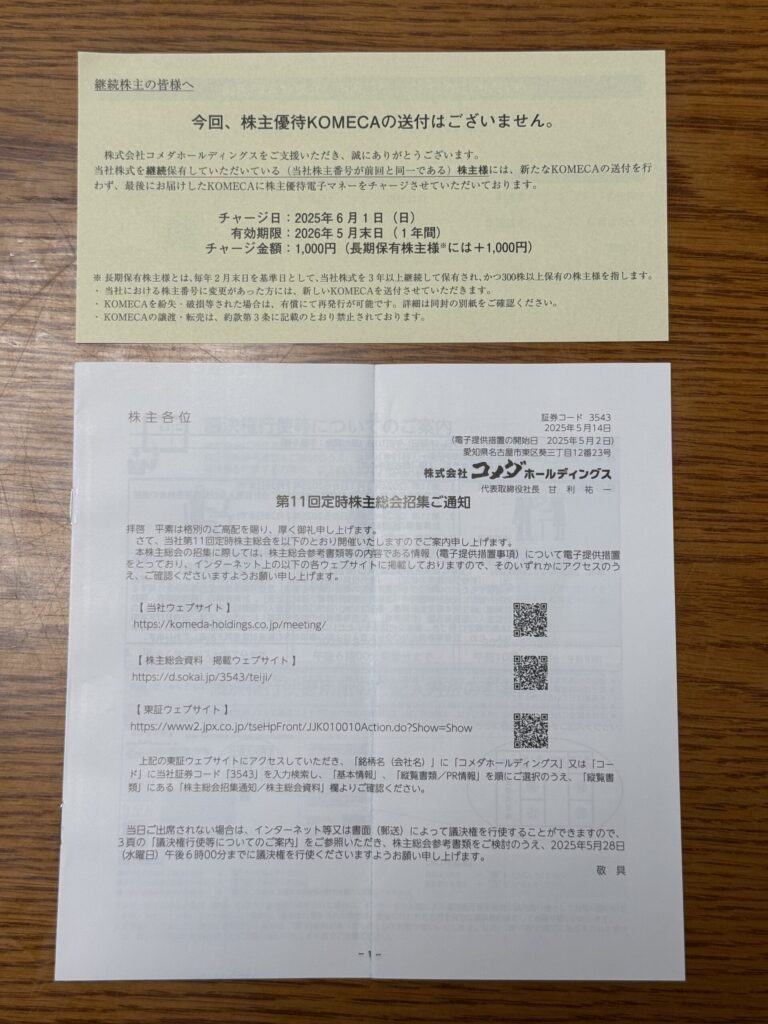 継続株主の皆様へ
今回、株主優待KOMECAの送付はございません。
株式会社コメダホールディングスをご支援いただき、誠にありがとうございます。
当社株式を継続保有していただいている(当社株主番号が前回と同一である)株主様には、新たなKOMECAの送付を行
わず、最後にお届けしたKOMECAに株主優待電子マネーをチャージさせていただいております。
チャージ日:2025年6月1日(日)
有効期限:2026年5月末日(1年間)
チャージ金額:1,000円(長期保有株主様※には+1,000円)
※長期保有株主様とは、毎年2月末日を基準日として、当社株式を3年以上継続して保有され、かつ300株以上保有の株主様を指します。
・当社における株主番号に変更があった方には、新しいKOMECAを送付させていただきます。
・KOMECAを紛失・破損等された場合は、有償にて再発行が可能です。詳細は同封の別紙をご確認ください。
・KOMECAの譲渡・転売は、約款第3条に記載のとおり禁止されております。
株主各位
証券コード 3543
2025年5月14日
(電子提供措置の開始日 2025年5月2日)
愛知県名古屋市東区葵三丁目12番23号
株式会社コメダホールディングス
代表取締役社長 甘利祐一
第11回定時株主総会招集ご通知
拝啓 平素は格別のご高配を賜り、厚く御礼申し上げます。
さて、当社第11回定時株主総会を以下のとおり開催いたしますのでご案内申し上げます。
本株主総会の招集に際しては、株主総会参考書類等の内容である情報(電子提供措置事項)について電子提供措置
をとっており、インターネット上の以下の各ウェブサイトに掲載しておりますので、そのいずれかにアクセスのう
え、ご確認くださいますようお願い申し上げます。
【当社ウェブサイト】
https://komeda-holdings.co.jp/meeting/
【株主総会資料 掲載ウェブサイト】
https://d.sokai.jp/3543/teiji/
【東証ウェブサイト】
https://www2.jpx.co.jp/tseHpFront/JJK010010Action.do?Show=Show
上記の東証ウェブサイトにアクセスしていただき、「銘柄名(会社名)」に「コメダホールディングス」又は「コー
ド」に当社証券コード「3543」を入力検索し、「基本情報」、「縦覧書類/PR情報」を順にご選択のうえ、「縦覧書
類」にある「株主総会招集通知/株主総会資料」欄よりご確認ください。
当日ご出席されない場合は、インターネット等又は書面(郵送)によって議決権を行使することができますので、
3頁の「議決権行使等についてのご案内」をご参照いただき、株主総会参考書類をご検討のうえ、2025年5月28日
(水曜日)午後6時00分までに議決権を行使くださいますようお願い申し上げます。
敬具
- 1 -